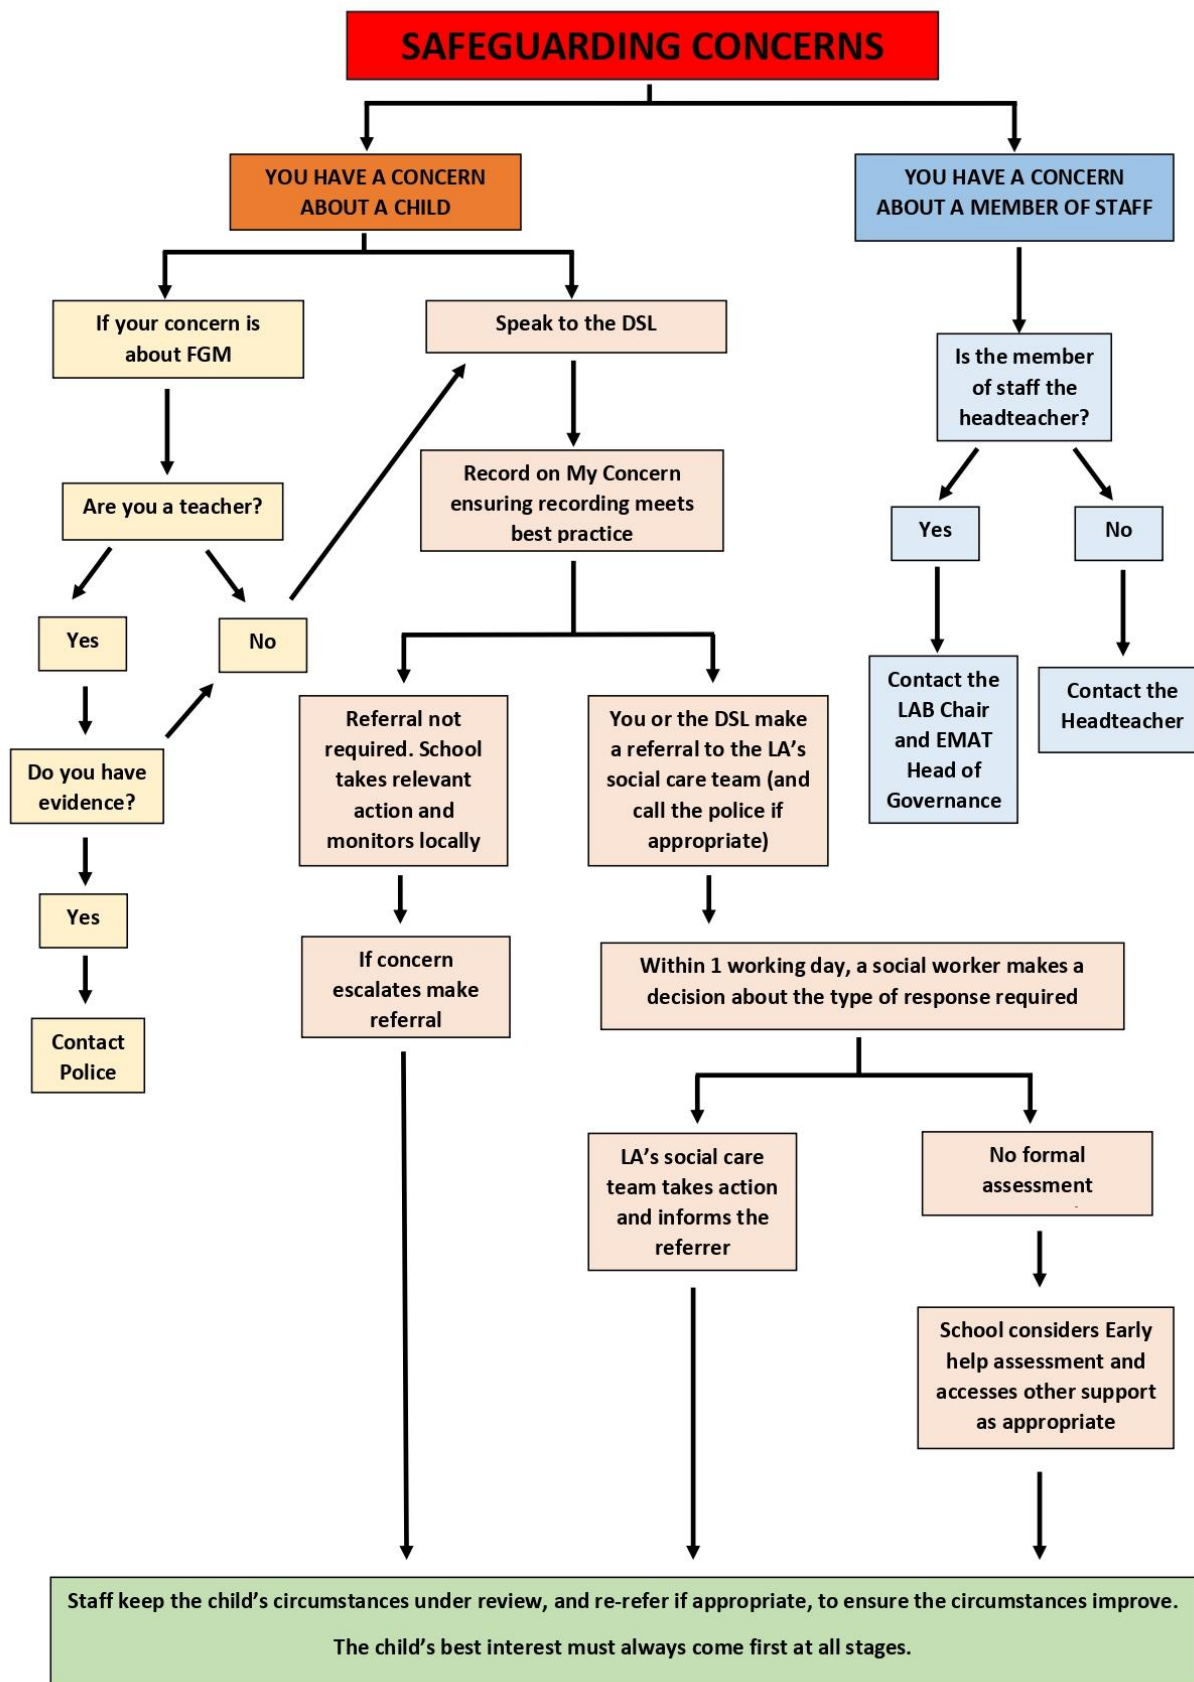 SAFEGUARDING CONCERNS
YOU HAVE A CONCERN
ABOUT A CHILD
YOU HAVE A CONCERN
ABOUT A MEMBER OF STAFF
If your concern is
about FGM
Speak to the DSL
Is the member
of staff the
headteacher?
Are you a teacher?
Record on My Concern
ensuring recording meets
best practice
Yes
No
Yes
No
Do you have
evidence?
Referral not
required. School
takes relevant
action and
monitors locally
You or the DSL make
a referral to the LA’s
social care team (and
call the police if
appropriate)
Contact the
LAB Chair
and EMAT
Head of
Governance
Contact the
Headteacher
Yes
If concern
escalates make
referral
Within 1 working day, a social worker makes a
decision about the type of response required
Contact
Police
LA’s social care
team takes action
and informs the
referrer
No formal
assessment
School considers Early
help assessment and
accesses other support
as appropriate
Staff keep the child’s circumstances under review, and re-refer if appropriate, to ensure the circumstances improve.
The child’s best interest must always come first at all stages.